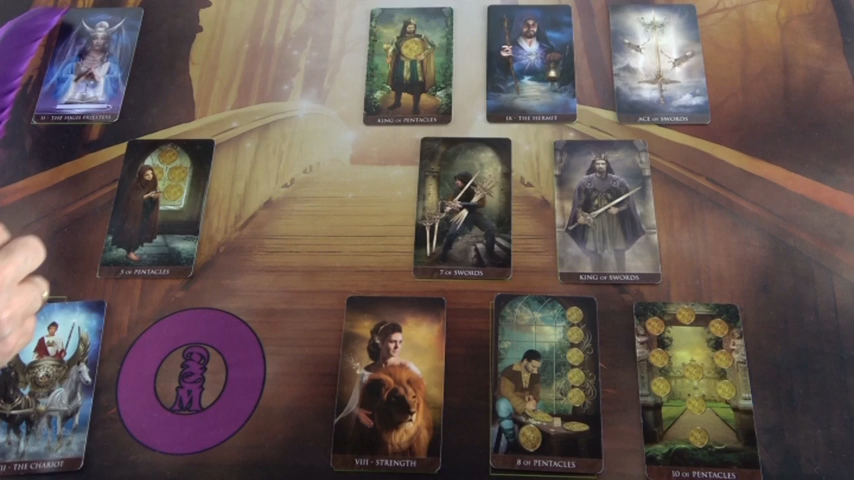 II · THE HIGH PRIESTESS
KING OF PENTACLES
IX · THE HERMIT
ACE OF SWORDS
5 OF PENTACLES
7 OF SWORDS
KING OF SWORDS
II · THE CHARIOT
VIII · STRENGTH
8 OF PENTACLES
10 OF PENTACLES